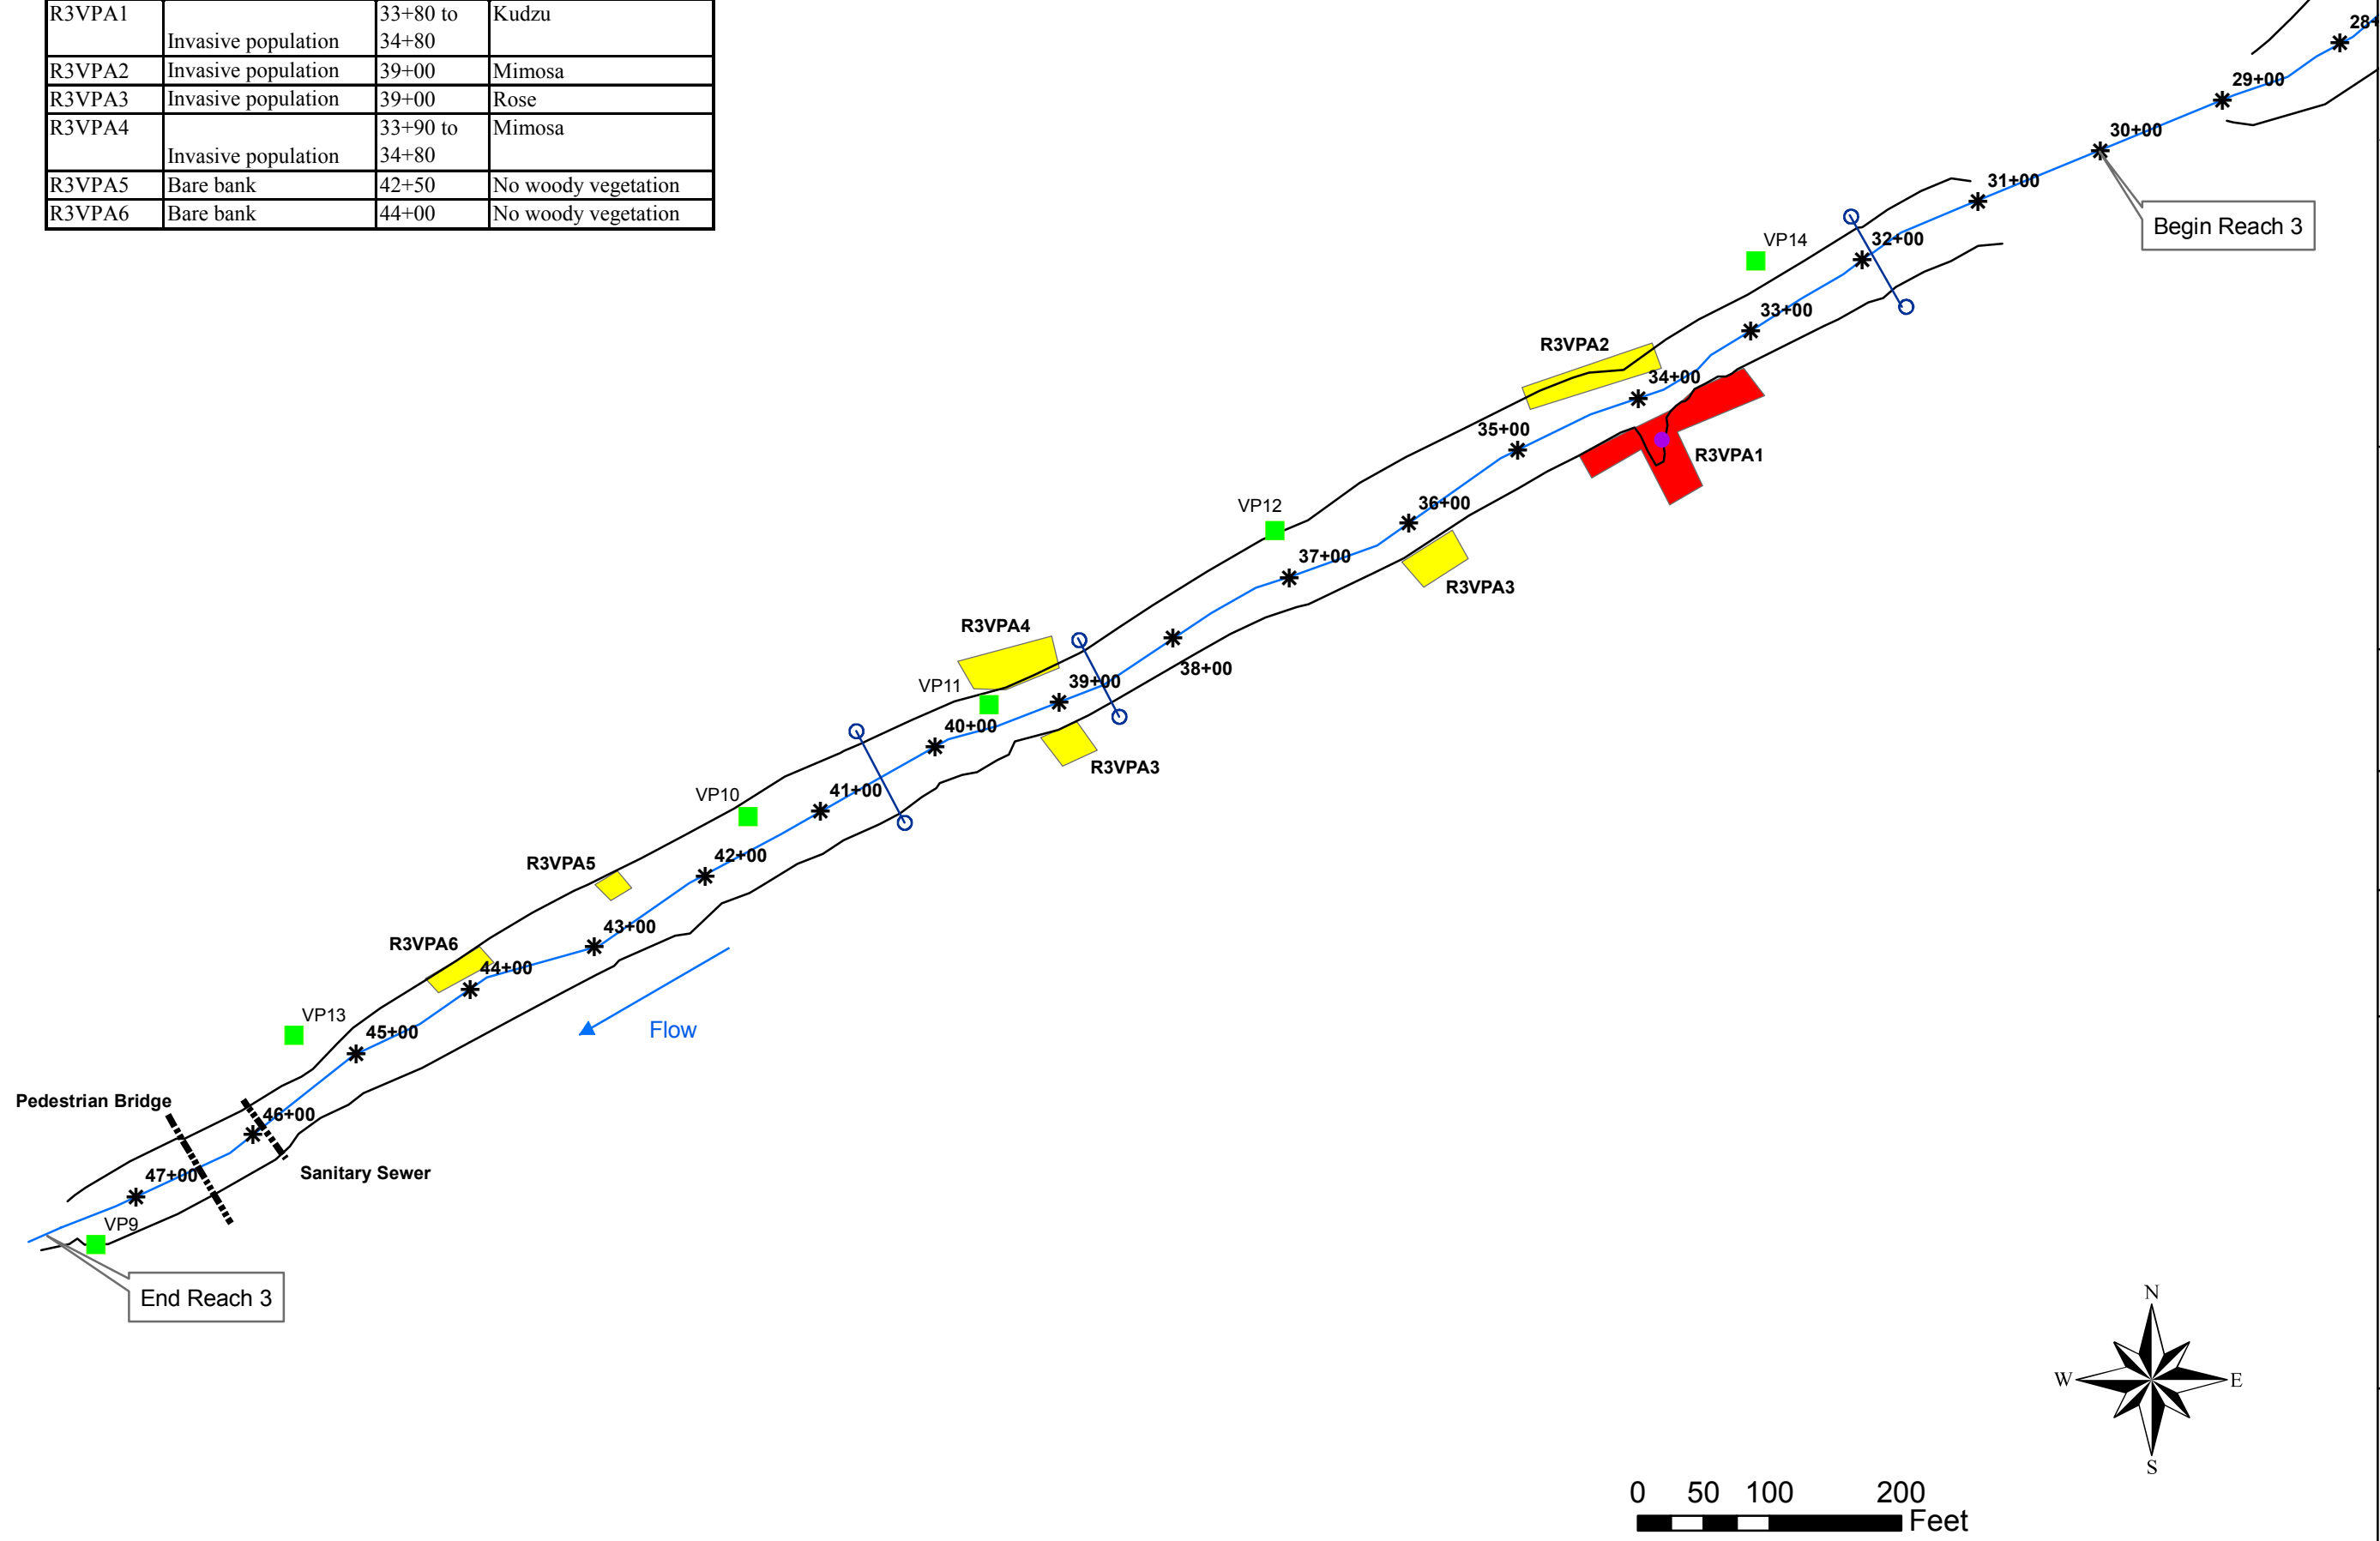 R3VPA1 Invasive population 33+80 to 34+80 Kudzu
R3VPA2 Invasive population 39+00 Mimosa
R3VPA3 Invasive population 39+00 Rose
R3VPA4 Invasive population 33+90 to 34+80 Mimosa
R3VPA5 Bare bank 42+50 No woody vegetation
R3VPA6 Bare bank 44+00 No woody vegetation
29+00
30+00
31+00
Begin Reach 3
VP14
32+00
33+00
R3VPA2
34+00
35+00
R3VPA1
36+00
VP12
37+00
R3VPA3
R3VPA4
38+00
VP11
39+00
40+00
R3VPA3
VP10
41+00
42+00
R3VPA5
43+00
R3VPA6
44+00
Flow
VP13
45+00
Pedestrian Bridge
46+00
Sanitary Sewer
47+00
VP9
End Reach 3
N
W
E
S
0 50 100 200
Feet